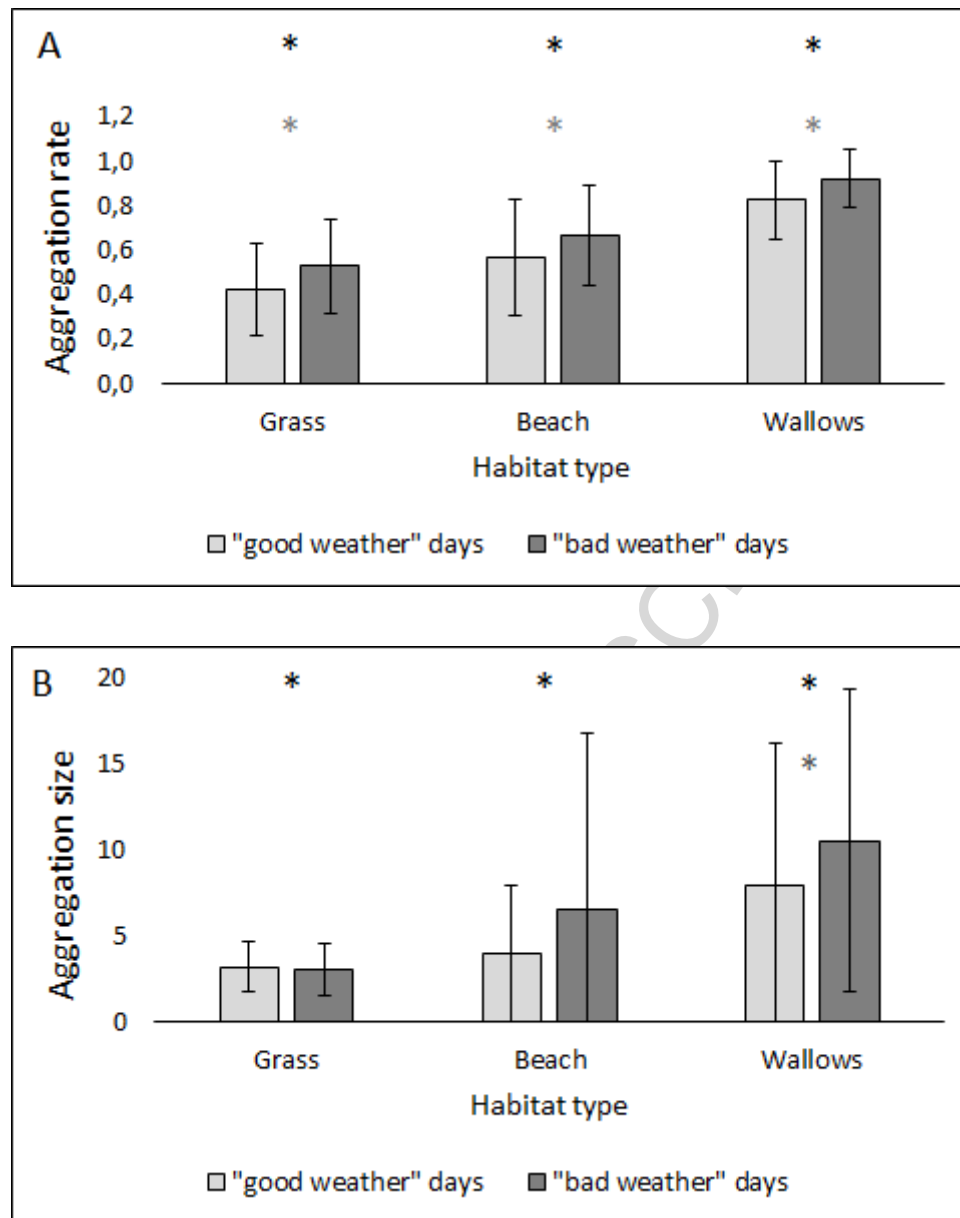 A
* * *
* * *
1,2
1,0
0,8
0,6
0,4
0,2
0,0
Aggregation rate
Grass Beach Wallows
Habitat type
"good weather" days "bad weather" days
SC
B
* * *
*
20
15
10
5
0
Aggregation size
Grass Beach Wallows
Habitat type
"good weather" days "bad weather" days